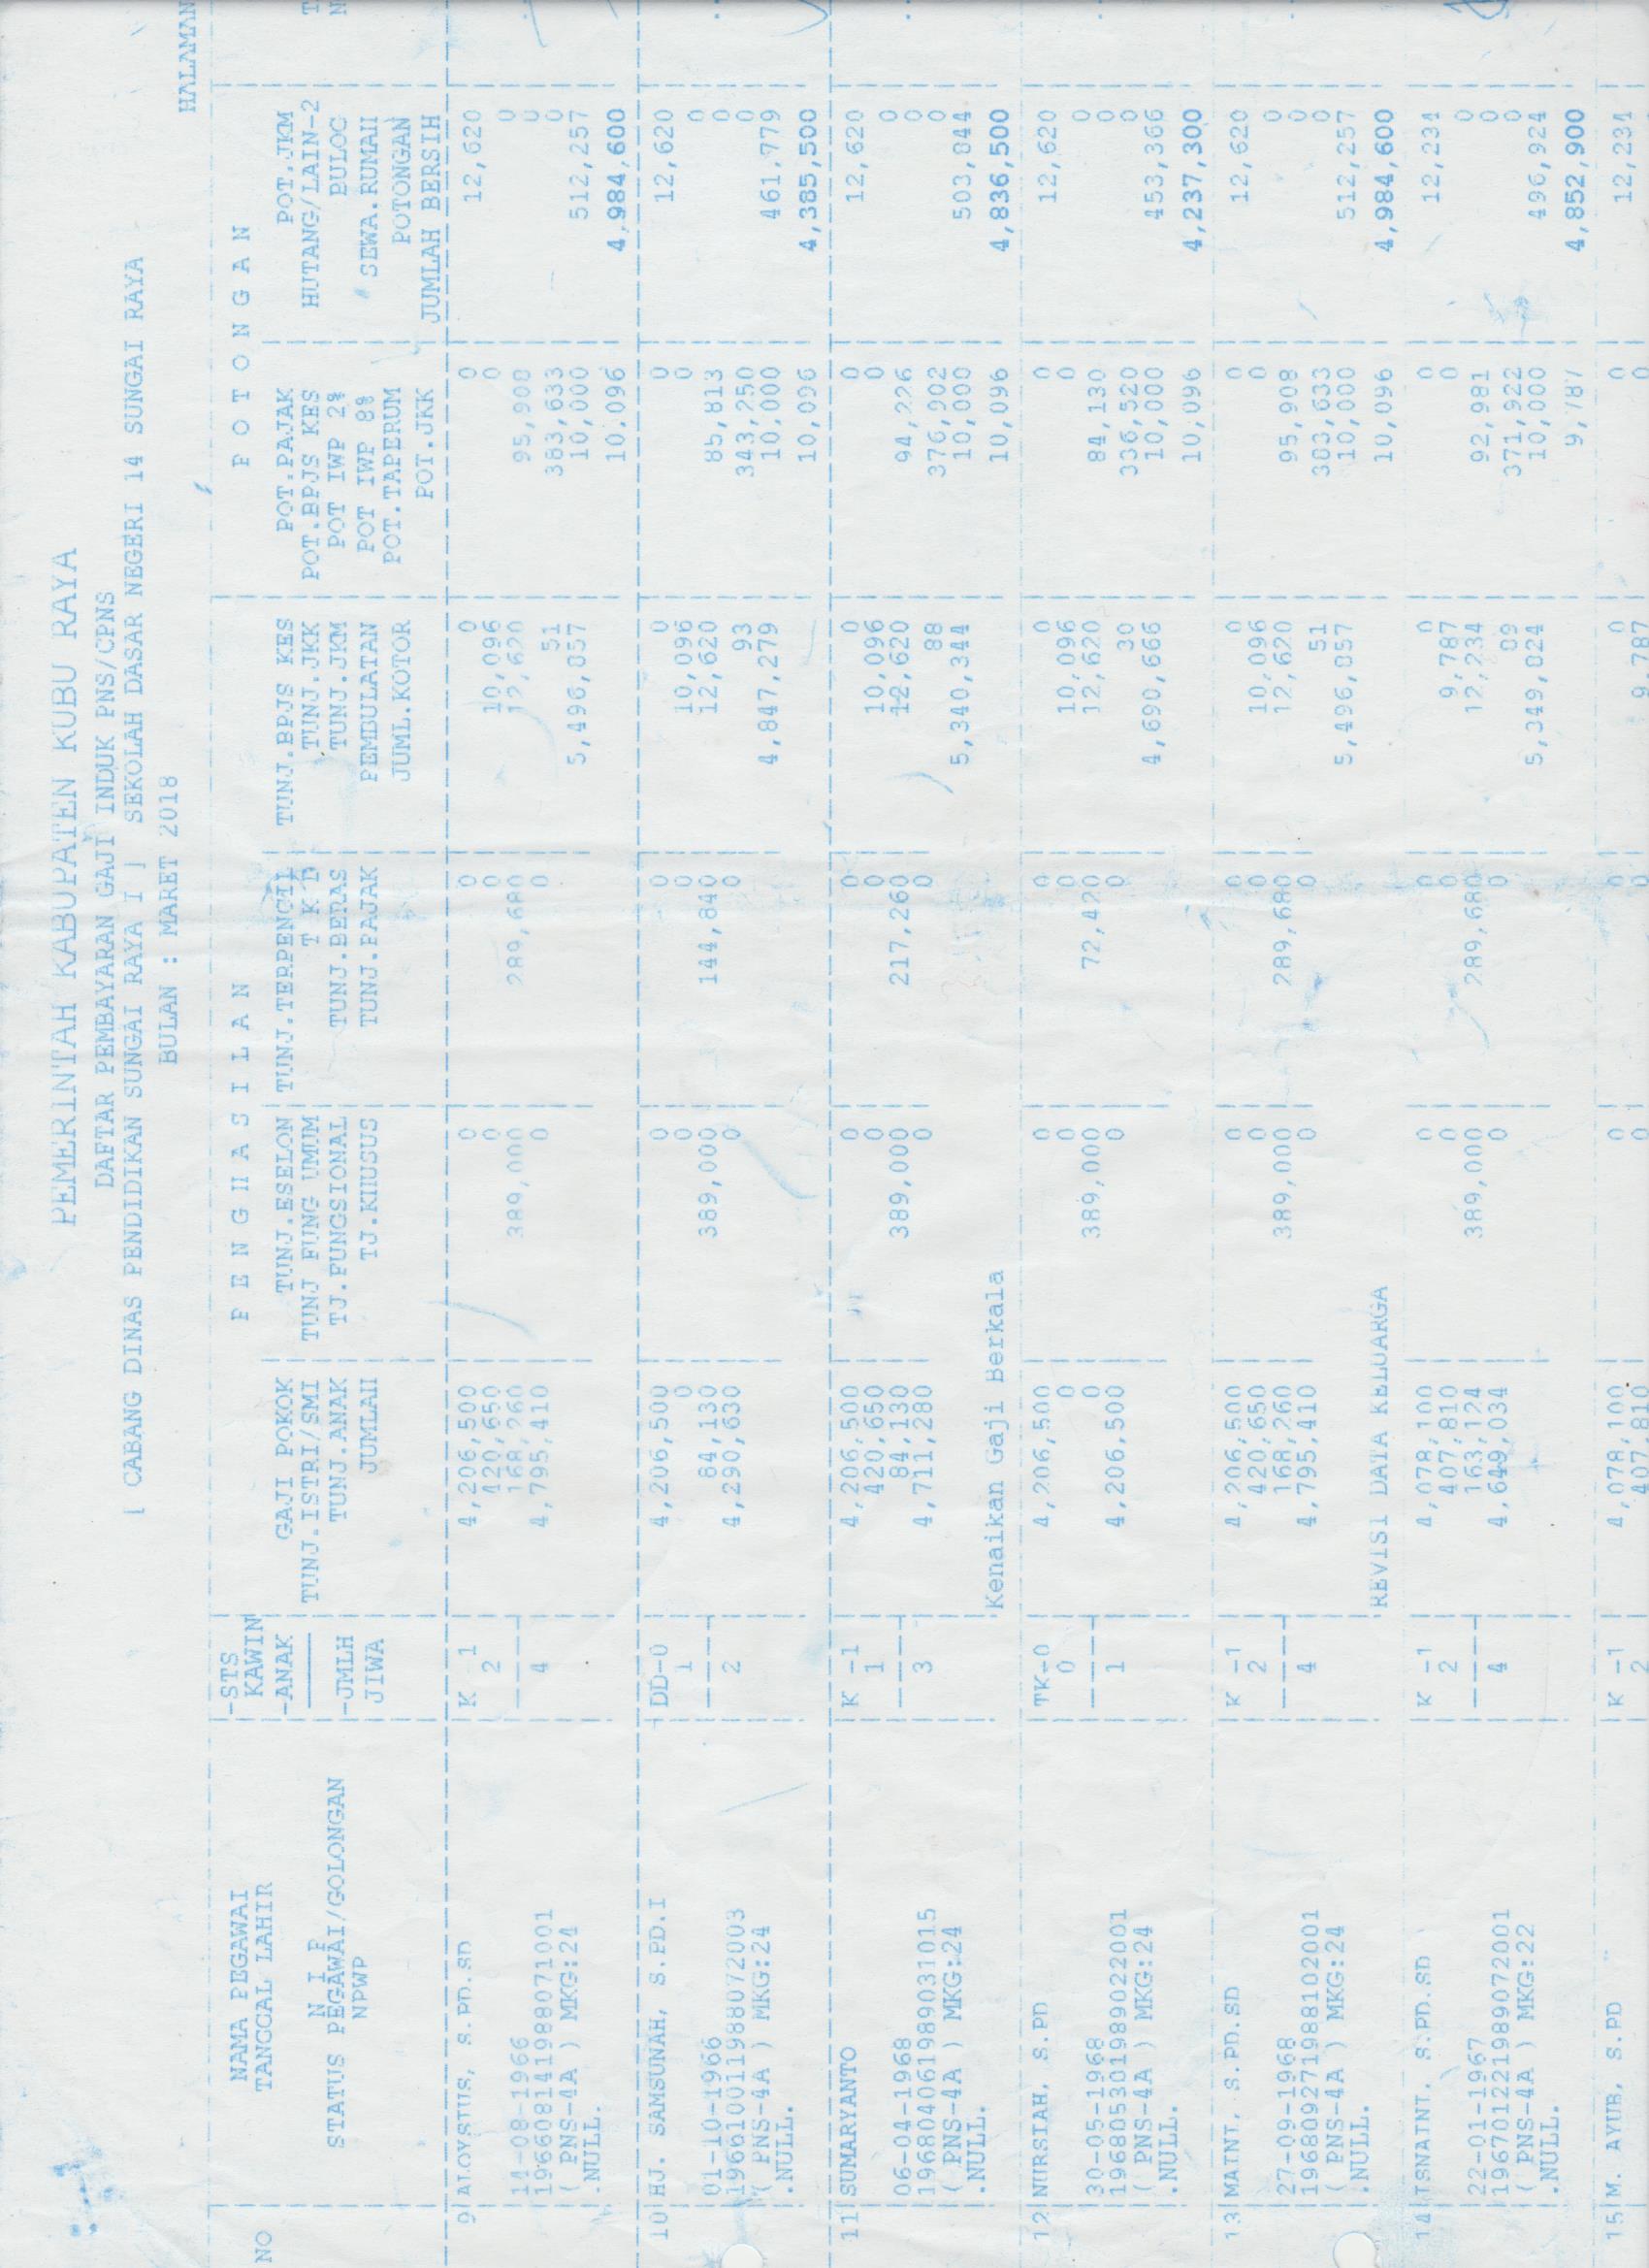 PEMERINTAH KABUPATEN KUBU RAYA
DAFTAR PEMBAYARAN GAJI INDUK PNS/CPNS
[ CABANG DINAS PENDIDIKAN SUNGAI RAYA I ] SEKOLAH DASAR NEGERI 14 SUNGAI RAYA
BULAN : MARET 2018
HALAMAN
P E N G H A S I L A N P O T O N G A N
NO NAMA PEGAWAI -STS GAJI POKOK TUNJ.ESELON TUNJ.TERPENCIL TUNJ.BPJS KES POT.PAJAK POT.JKM
TANGGAL LAHIR KAWIN TUNJ.ISTRI/SMI TUNJ FUNG UMUM T K D TUNJ.JKK POT.BPJS KES HUTANG/LAIN-2
N I P -ANAK TUNJ.ANAK TJ.FUNGSIONAL TUNJ.BERAS TUNJ.JKM POT IWP 2% BULOG
STATUS PEGAWAI/GOLONGAN -JMLH JUMLAH TJ.KHUSUS TUNJ.PAJAK PEMBULATAN POT IWP 8% SEWA.RUMAH
NPWP JIWA JUML.KOTOR POT.TAPERUM POTONGAN
POT.JKK JUMLAH BERSIH
9 ALOYSIUS, S.PD.SD K 1 4,206,500 0 0 0 0 12,620
2 420,650 0 0 10,096 0 0
14-08-1966 168,260 389,000 289,680 12,620 95,908 0
196608141988071001 4 4,795,410 0 0 51 383,633 0
( PNS-4A ) MKG:24 5,496,857 10,000 512,257
.NULL. 10,096 4,984,600
10 HJ. SAMSUNAH, S.PD.I DD-0 4,206,500 0 0 0 0 12,620
1 0 0 0 10,096 0 0
01-10-1966 84,130 389,000 144,840 12,620 85,813 0
196610011988072003 2 4,290,630 0 0 93 343,250 0
( PNS-4A ) MKG:24 4,847,279 10,000 461,779
.NULL. 10,096 4,385,500
11 SUMARYANTO K -1 4,206,500 0 0 0 0 12,620
1 420,650 0 0 10,096 0 0
06-04-1968 84,130 389,000 217,260 12,620 94,226 0
196804061989031015 3 4,711,280 0 0 88 376,902 0
( PNS-4A ) MKG:24 5,340,344 10,000 503,844
.NULL. Kenaikan Gaji Berkala 10,096 4,836,500
12 NURSIAH, S.PD TK-0 4,206,500 0 0 0 0 12,620
0 0 0 0 10,096 0 0
30-05-1968 0 389,000 72,420 12,620 84,130 0
196805301989022001 1 4,206,500 0 0 30 336,520 0
( PNS-4A ) MKG:24 4,690,666 10,000 453,366
.NULL. 10,096 4,237,300
13 MAINI, S.PD.SD K -1 4,206,500 0 0 0 0 12,620
2 420,650 0 0 10,096 0 0
27-09-1968 168,260 389,000 289,680 12,620 95,908 0
196809271988102001 4 4,795,410 0 0 51 383,633 0
( PNS-4A ) MKG:24 5,496,857 10,000 512,257
.NULL. REVISI DATA KELUARGA 10,096 4,984,600
14 ISNAINI, S.PD.SD K -1 4,078,100 0 0 0 0 12,234
2 407,810 0 0 9,787 0 0
22-01-1967 163,124 389,000 289,680 12,234 92,981 0
196701221989072001 4 4,649,034 0 0 89 371,922 0
( PNS-4A ) MKG:22 5,349,824 10,000 496,924
.NULL. 9,787 4,852,900
15 M. AYUB, S.PD K -1 4,078,100 0 0 0 0 12,234
2 407,810 0 0 9,787 0